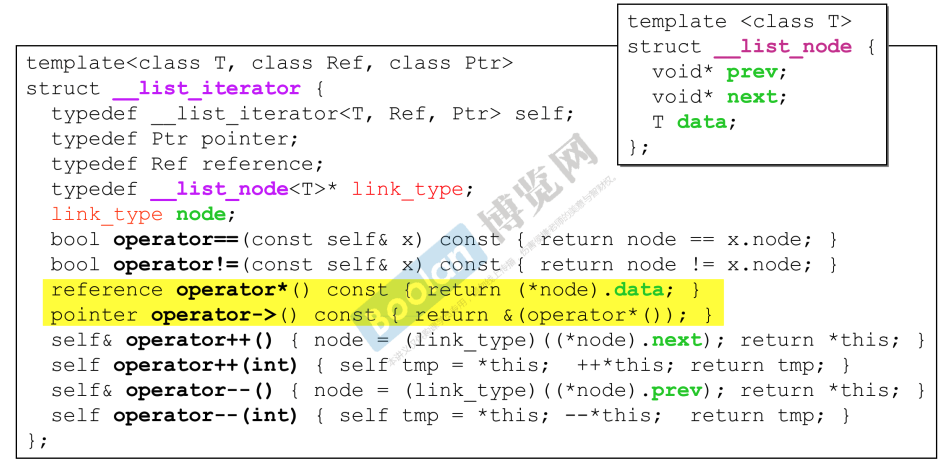 template <class T>
struct __list_node {
void* prev;
void* next;
T data;
};
template<class T, class Ref, class Ptr>
struct __list_iterator {
typedef __list_iterator<T, Ref, Ptr> self;
typedef Ptr pointer;
typedef Ref reference;
typedef __list_node<T>* link_type;
link_type node;
bool operator==(const self& x) const { return node == x.node; }
bool operator!=(const self& x) const { return node != x.node; }
reference operator*() const { return (*node).data; }
pointer operator->() const { return &(operator*()); }
self& operator++() { node = (link_type)((*node).next); return *this; }
self operator++(int) { self tmp = *this; ++*this; return tmp; }
self& operator--() { node = (link_type)((*node).prev); return *this; }
self operator--(int) { self tmp = *this; --*this; return tmp; }
};
Boolan 博览网